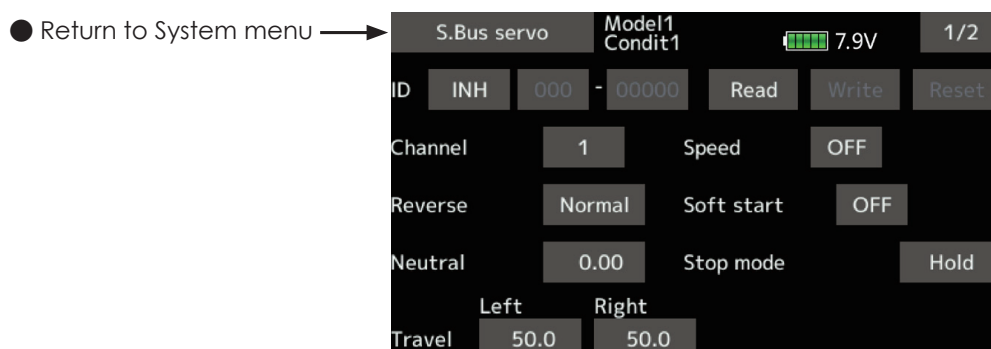 ● Return to System menu
S.Bus servo Model1 Condit1 7.9V 1/2
ID INH 000 - 00000 Read Write Reset
Channel 1 Speed OFF
Reverse Normal Soft start OFF
Neutral 0.00 Stop mode Hold
Left Right
Travel 50.0 50.0